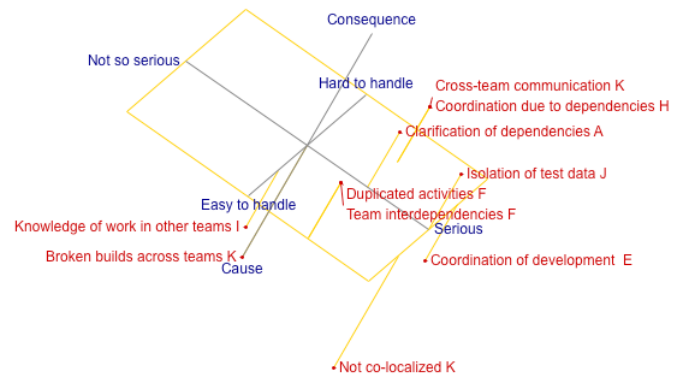 Consequence
Not so serious
Hard to handle
Cross-team communication K
Coordination due to dependencies H
Clarification of dependencies A
Isolation of test data J
Duplicated activities F
Easy to handle
Team interdependencies F
Knowledge of work in other teams I
Serious
Broken builds across teams K
Cause
Coordination of development E
Not co-localized K